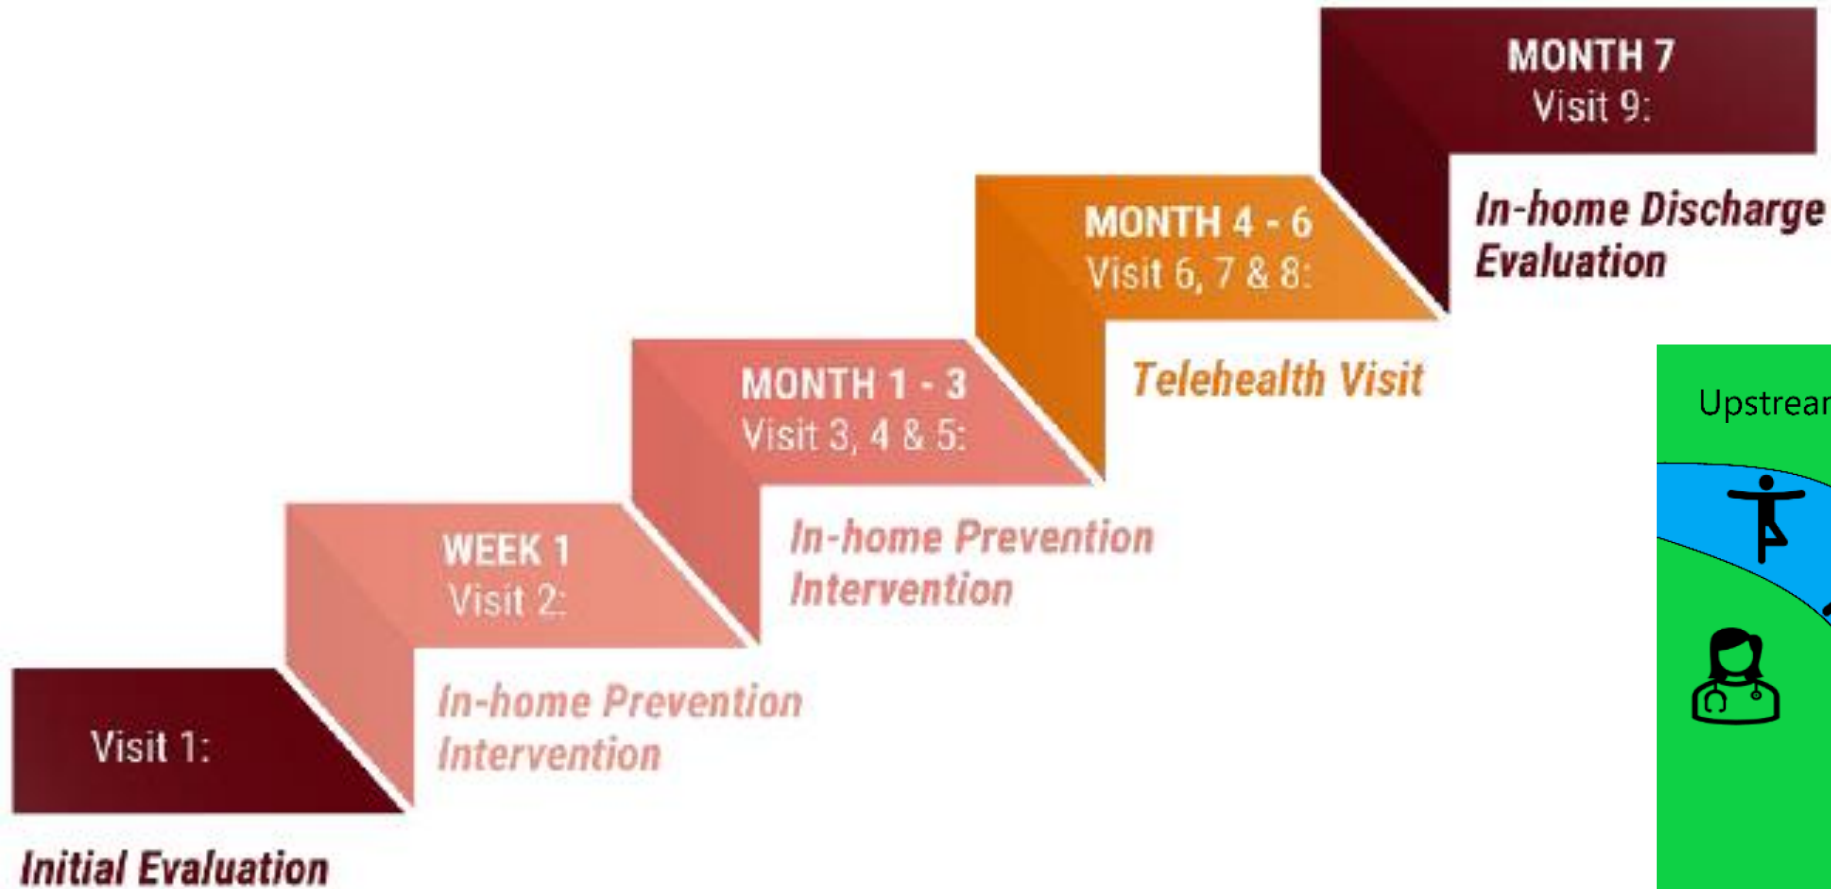 MONTH 7
Visit 9:
In-home Discharge
Evaluation
MONTH 4 - 6
Visit 6, 7 & 8:
Telehealth Visit
MONTH 1 - 3
Visit 3, 4 & 5:
In-home Prevention
Intervention
WEEK 1
Visit 2:
In-home Prevention
Intervention
Visit 1:
Initial Evaluation